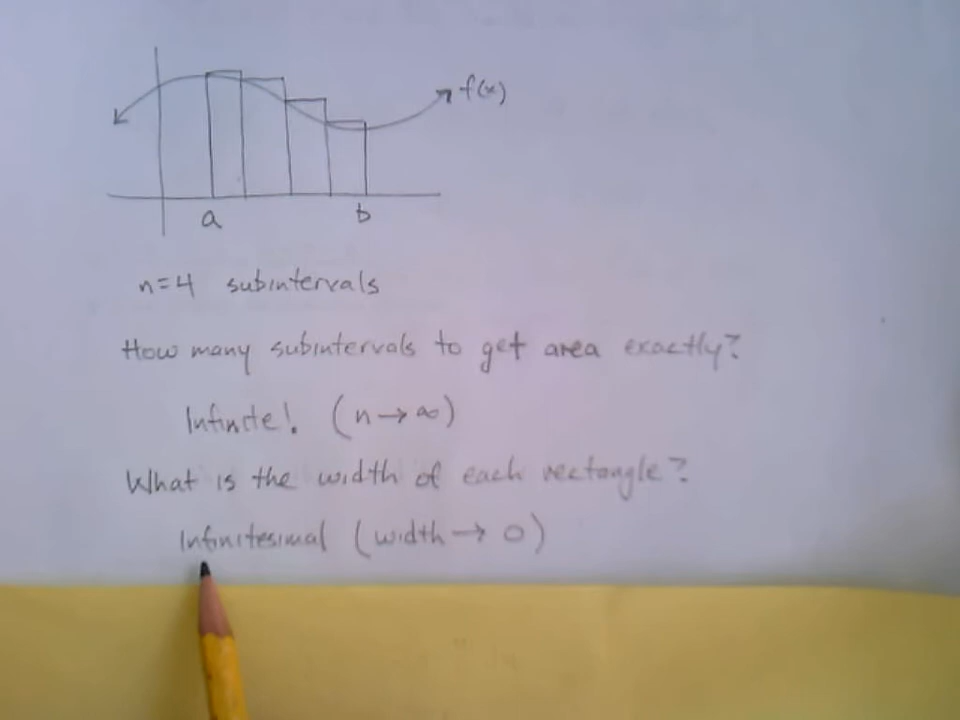 f(x)
a b
n=4 subintervals
How many subintervals to get area exactly?
Infinite! (n→∞)
What is the width of each rectangle?
Infinitesimal (width→ 0)